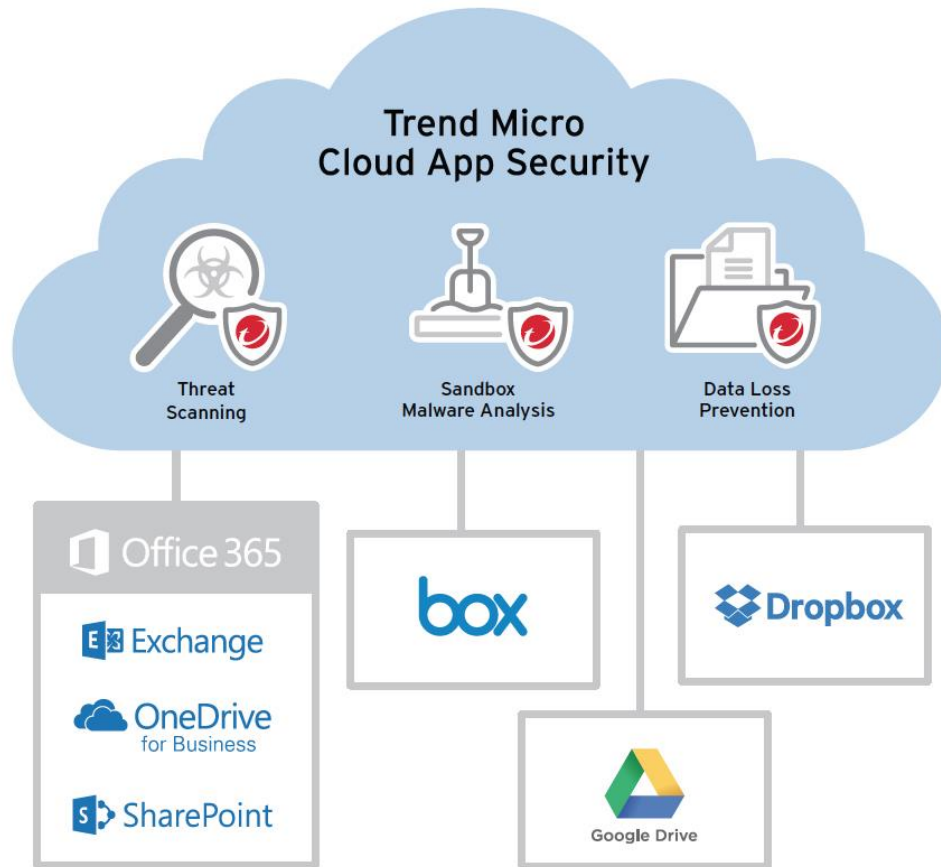 Trend Micro
Cloud App Security
Threat
Scanning
Sandbox
Malware Analysis
Data Loss
Prevention
Office 365
E Exchange
OneDrive
for Business
S SharePoint
box
Dropbox
Google Drive